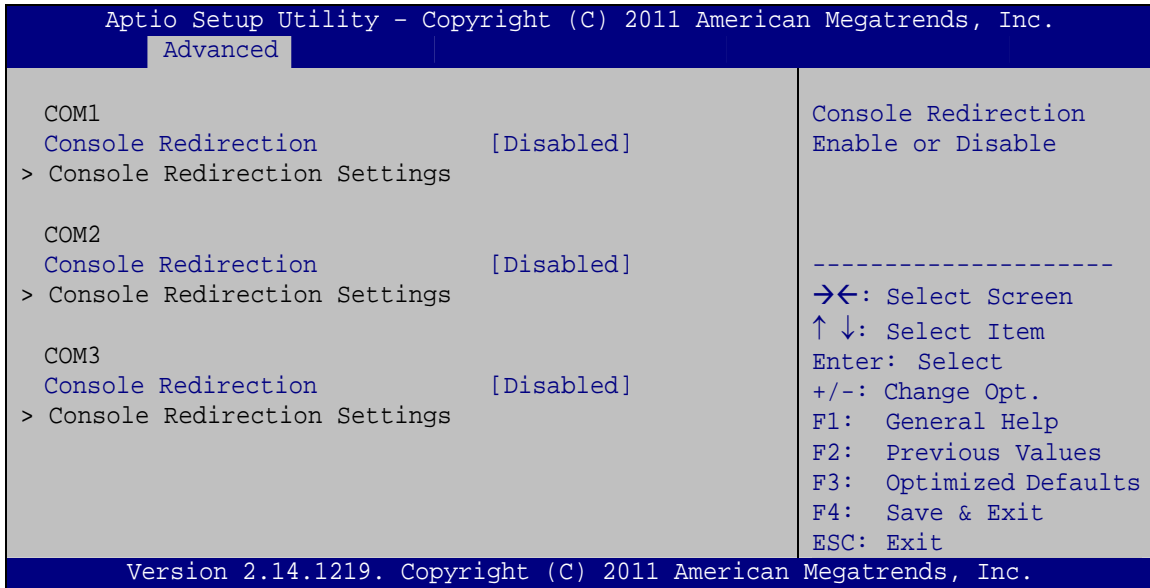 Aptio Setup Utility – Copyright (C) 2011 American Megatrends, Inc.
Advanced
COM1
Console Redirection [Disabled]
> Console Redirection Settings
COM2
Console Redirection [Disabled]
> Console Redirection Settings
COM3
Console Redirection [Disabled]
> Console Redirection Settings
Console Redirection
Enable or Disable
---------------------
→←: Select Screen
↑ ↓: Select Item
Enter: Select
+/-: Change Opt.
F1: General Help
F2: Previous Values
F3: Optimized Defaults
F4: Save & Exit
ESC: Exit
Version 2.14.1219. Copyright (C) 2011 American Megatrends, Inc.